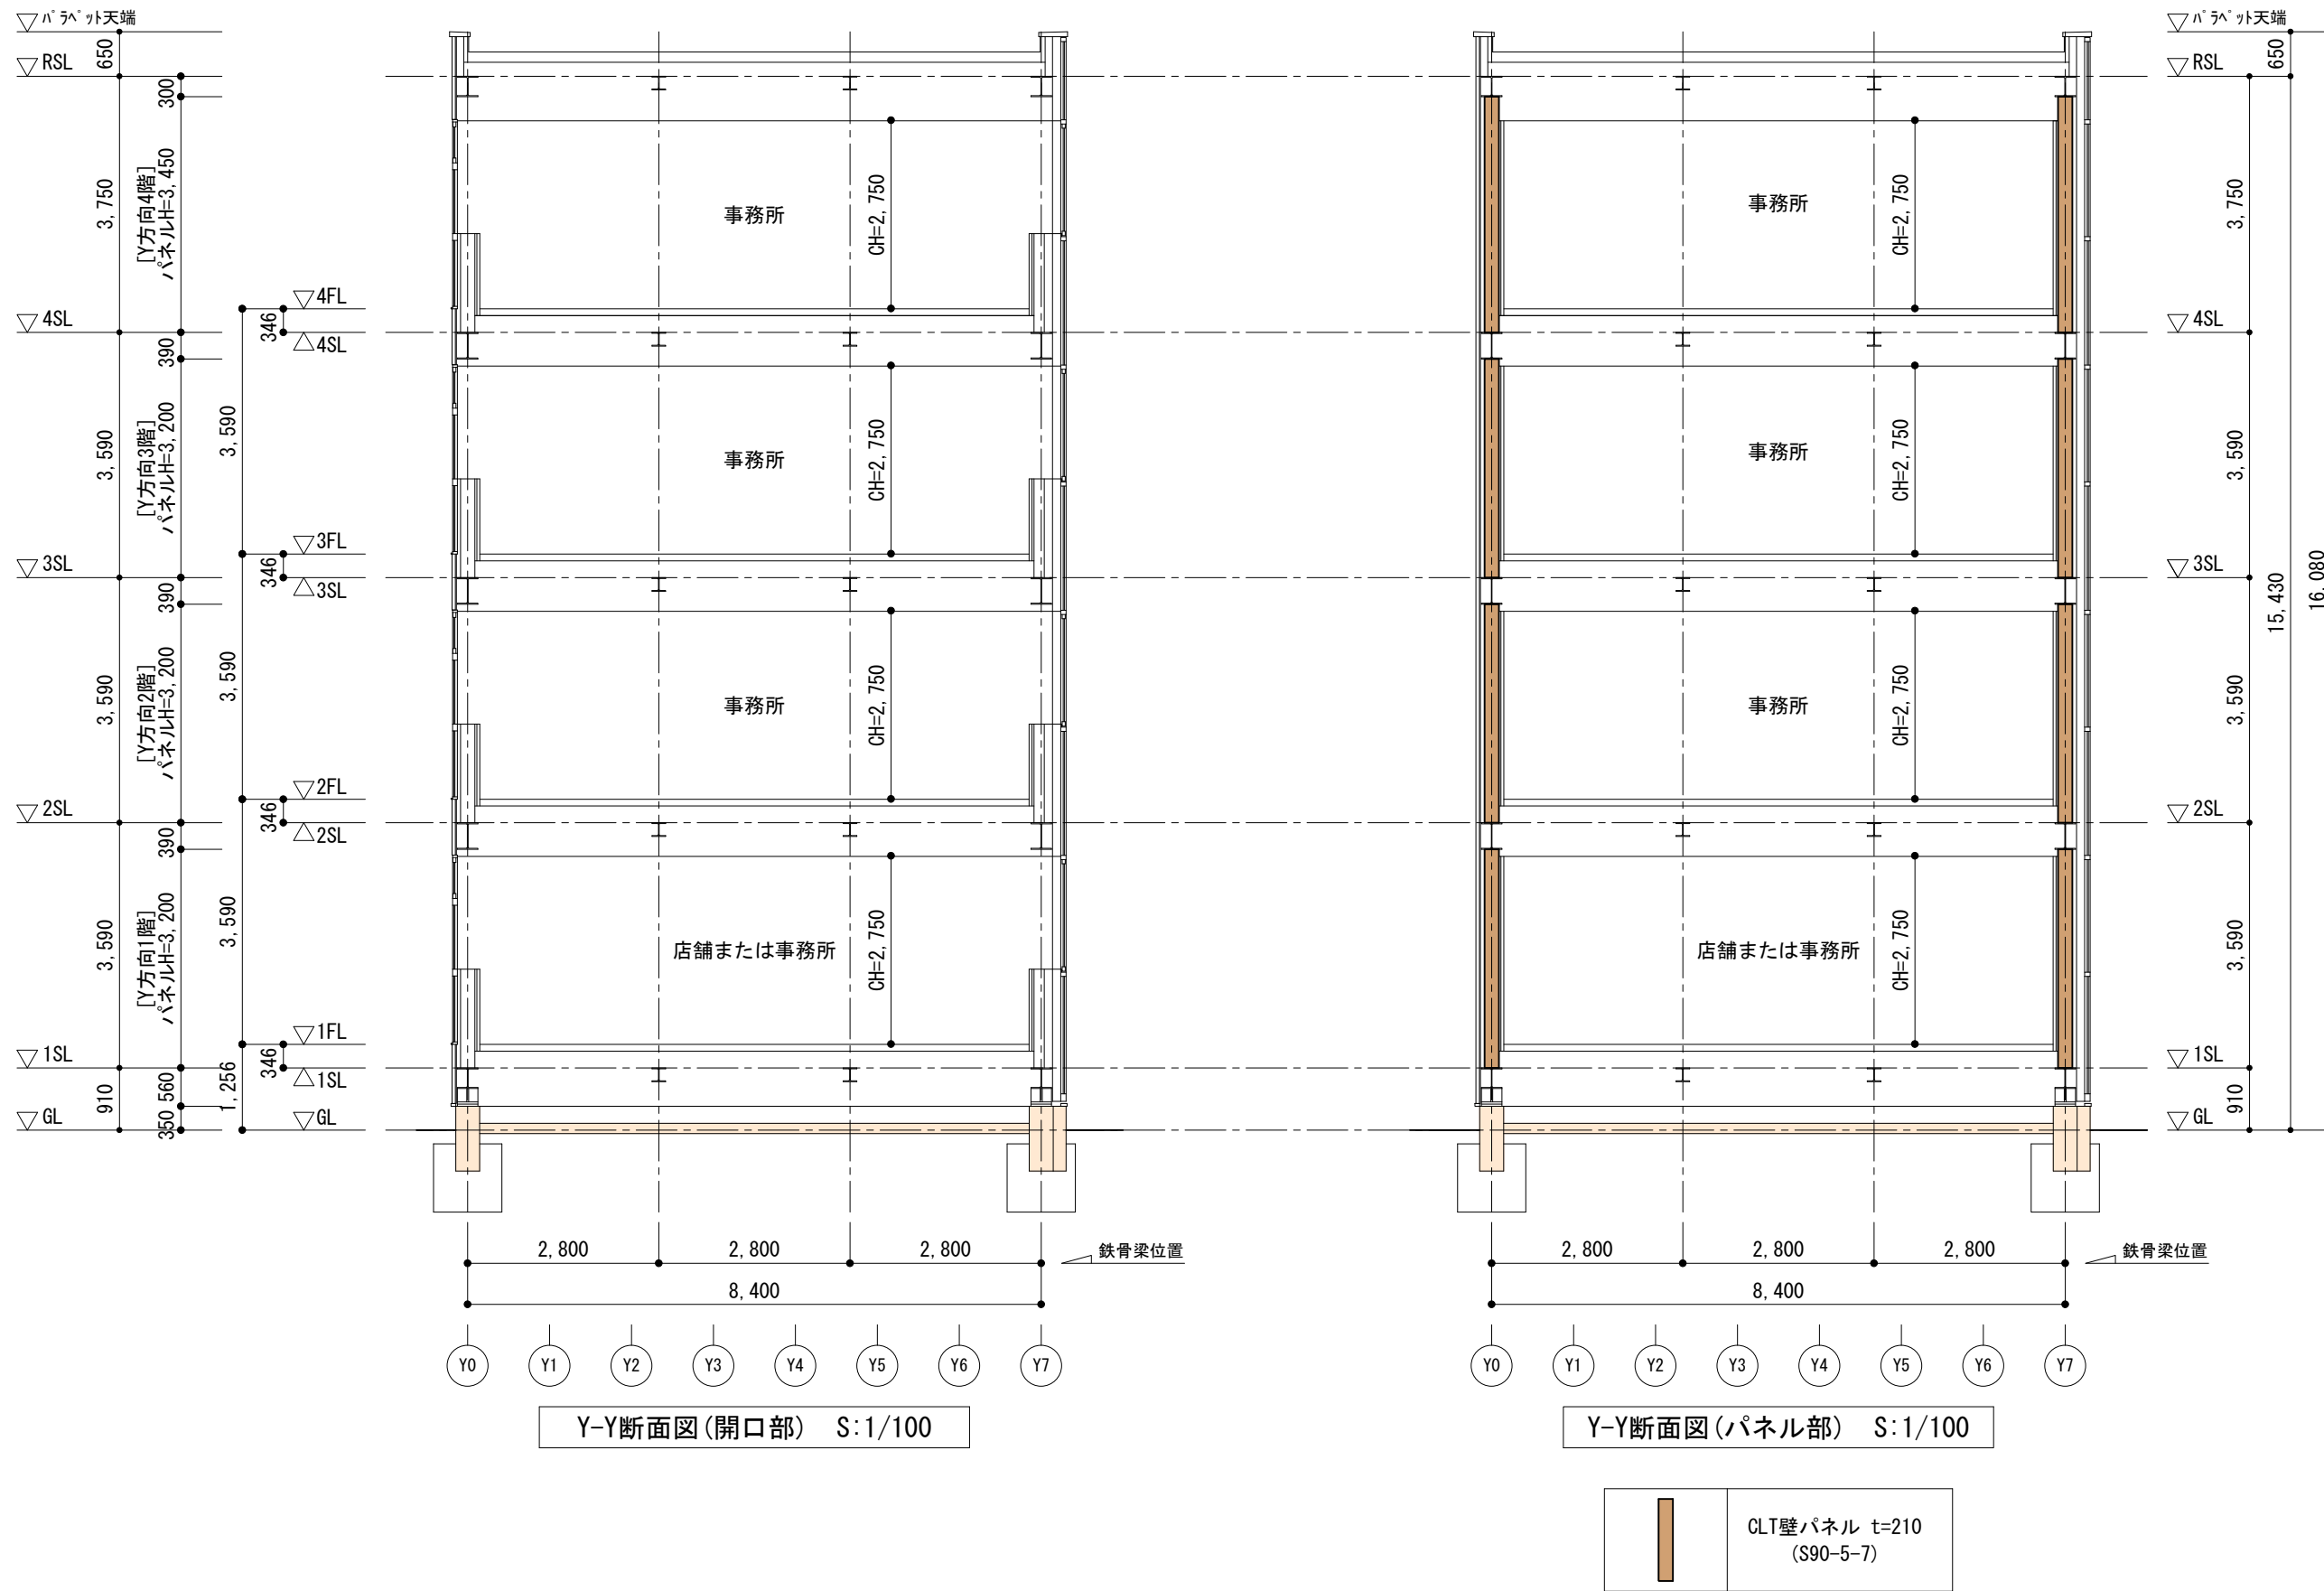 パラペット天端
650
RSL
300
3,750
[Y方向4階]
パネルH=3,450
4FL
346
4SL
4SL
390
3,590
[Y方向3階]
パネルH=3,200
3,590
3FL
346
3SL
3SL
390
3,590
[Y方向2階]
パネルH=3,200
3,590
2FL
346
2SL
2SL
390
3,590
[Y方向1階]
パネルH=3,200
3,590
1FL
346
1SL
1SL
910
560
350
1,256
GL
GL
事務所
CH=2,750
事務所
CH=2,750
事務所
CH=2,750
店舗または事務所
CH=2,750
2,800
2,800
2,800
鉄骨梁位置
8,400
Y0
Y1
Y2
Y3
Y4
Y5
Y6
Y7
Y-Y断面図(開口部) S:1/100
事務所
CH=2,750
事務所
CH=2,750
事務所
CH=2,750
店舗または事務所
CH=2,750
2,800
2,800
2,800
鉄骨梁位置
8,400
Y0
Y1
Y2
Y3
Y4
Y5
Y6
Y7
Y-Y断面図(パネル部) S:1/100
パラペット天端
650
RSL
3,750
4SL
3,590
3SL
15,430
16,080
3,590
2SL
3,590
1SL
910
GL
CLT壁パネル t=210
(S90-5-7)